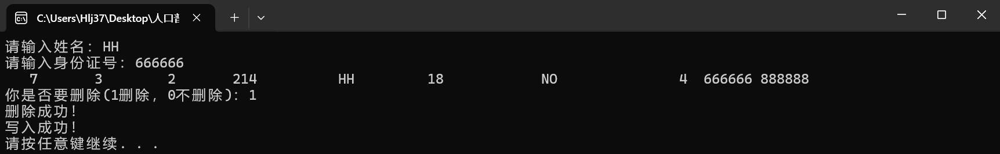 C:\Users\Hlj37\Desktop\人口普
请输入姓名：HH
请输入身份证号：666666
7 3 2 214 HH 18 NO 4 666666 888888
你是否要删除(1删除，0不删除)：1
删除成功！
写入成功！
请按任意键继续. . .